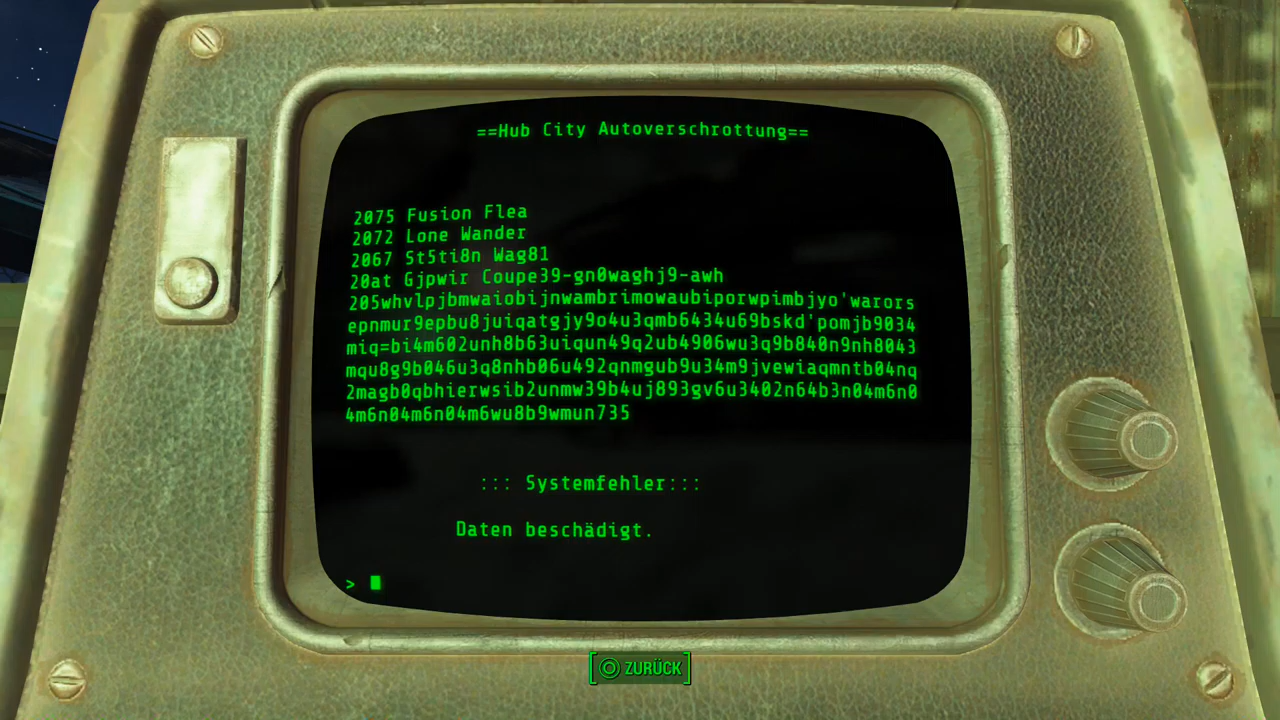 ==Hub City Autoverschrottung==
2075 Fusion Flea
2072 Lone Wander
2067 St5ti8n Wag81
20at Gjpwir Coupe39-gn0waghj9-awh
205whvlpjbmwaiobijnwambrimowaubiporwpimbjyo'warors
epnmur9epbu8juiqatgjy9o4u3qmb6434u69bskd'pomjb9034
miq=bi4m602unh8b63uiqun49q2ub4906wu3q9b840n9nh8043
mqu8g9b046u3q8nhb06u492qnmgub9u34m9jvewiaqmntb04nq
2magb0qbhierwsib2unmw39b4uj893gv6u3402n64b3n04m6n0
4m6n04m6n04m6wu8b9wmun735
::: Systemfehler:::
Daten beschädigt.
>
ZURÜCK